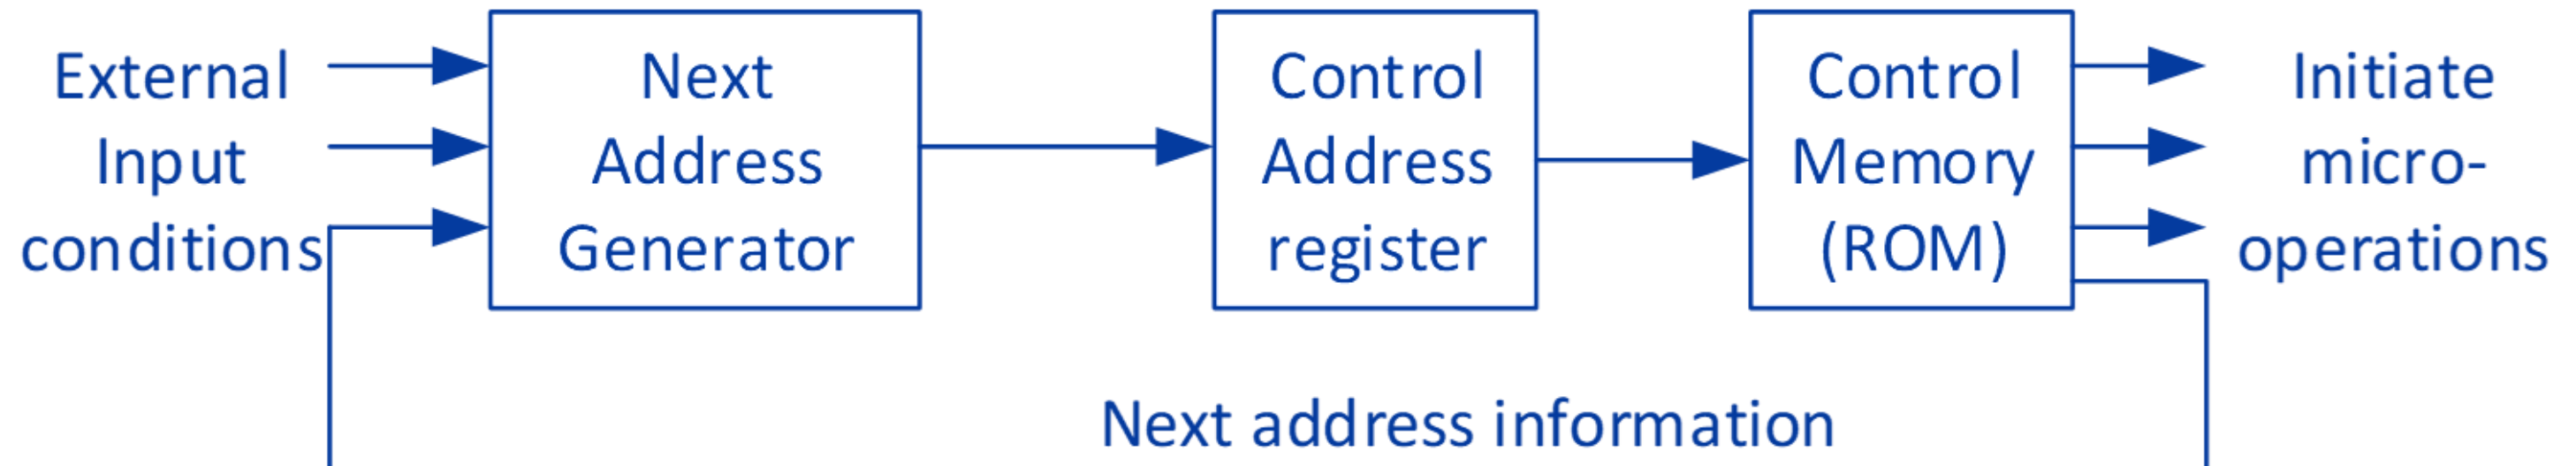 External
Input
conditions
Next
Address
Generator
Control
Address
register
Control
Memory
(ROM)
Initiate
micro-
operations
Next address information